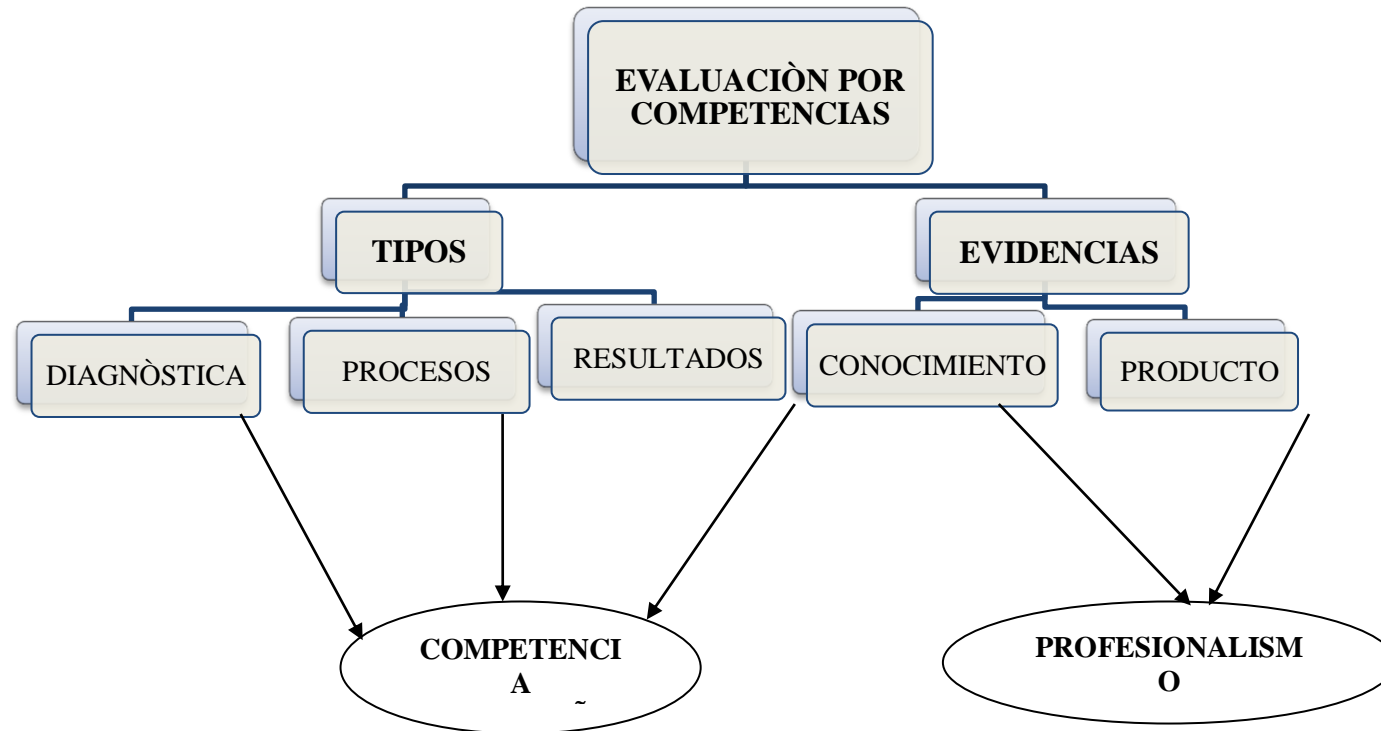 EVALUACIÒN POR
COMPETENCIAS
TIPOS
EVIDENCIAS
DIAGNÒSTICA
PROCESOS
RESULTADOS
CONOCIMIENTO
PRODUCTO
COMPETENCI
A
PROFESIONALISM
O